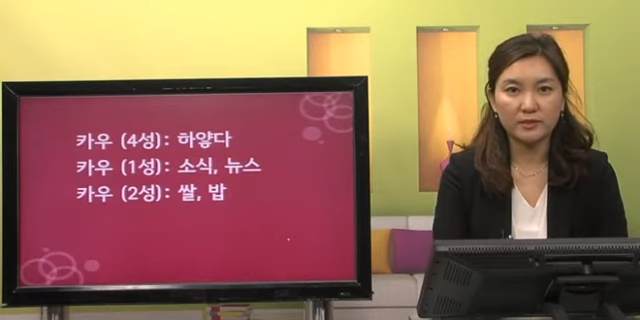 카우 (4성): 하얗다
카우 (1성): 소식, 뉴스
카우 (2성): 쌀, 밥